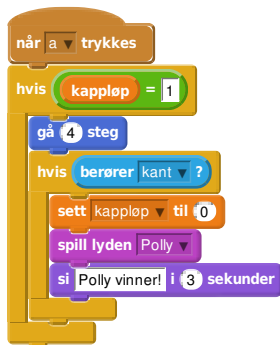 når a trykkes
hvis kappløp = 1
gå 4 steg
hvis berører kant ?
sett kappløp til 0
spill lyden Polly
si Polly vinner! i 3 sekunder